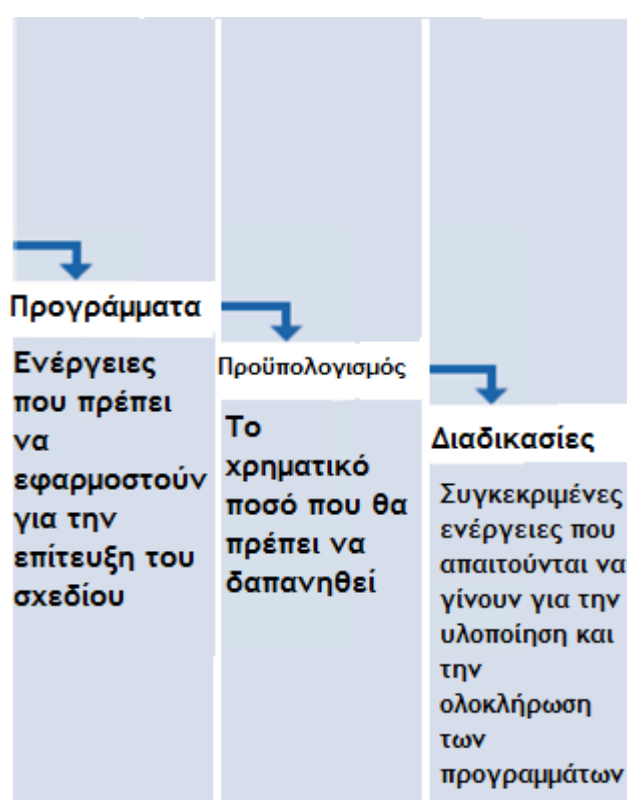 Προγράμματα
Ενέργειες
που πρέπει
να
εφαρμοστούν
για την
επίτευξη του
σχεδίου
Προϋπολογισμός
Το
χρηματικό
ποσό που θα
πρέπει να
δαπανηθεί
Διαδικασίες
Συγκεκριμένες
ενέργειες που
απαιτούνται να
γίνουν για την
υλοποίηση και
την
ολοκλήρωση
των
προγραμμάτων